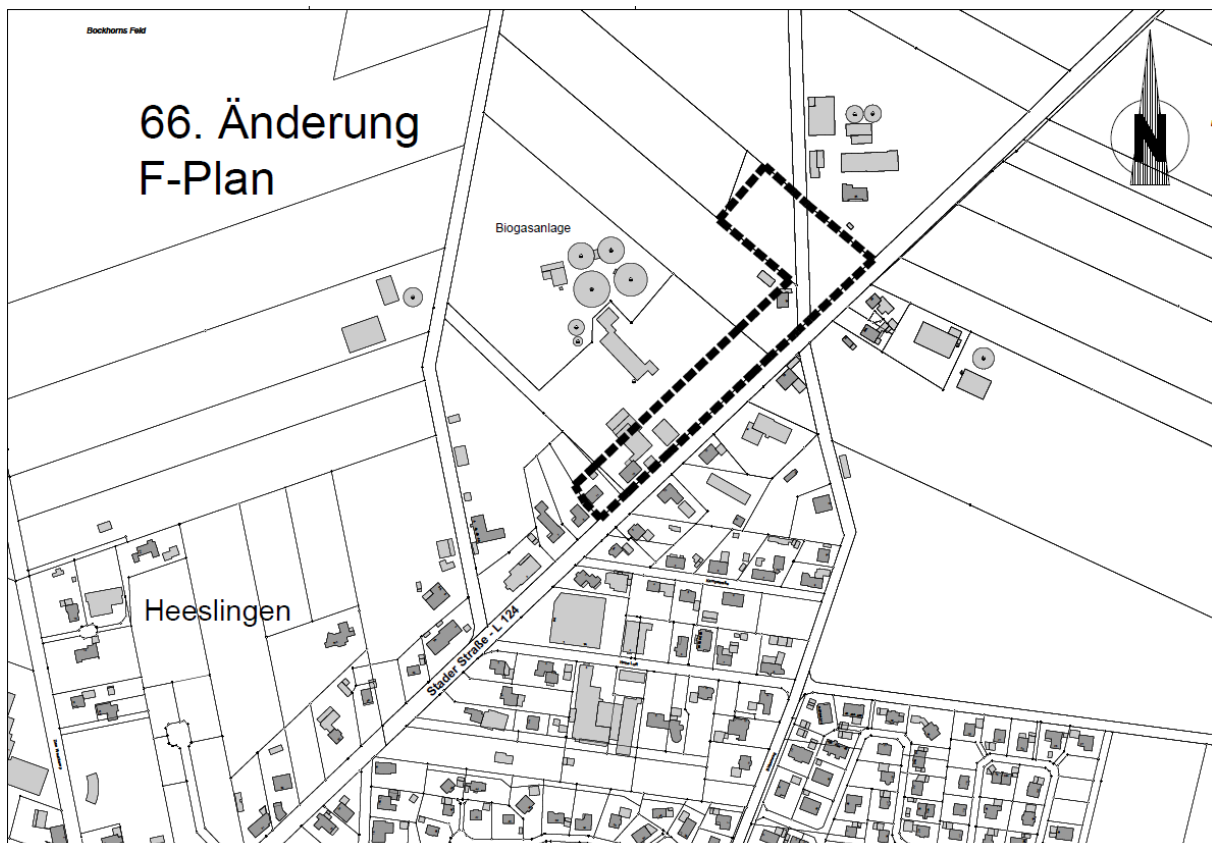 Bockhorns Feld
66. Änderung
F-Plan
N
Biogasanlage
Heeslingen
Stader Straße - L 124